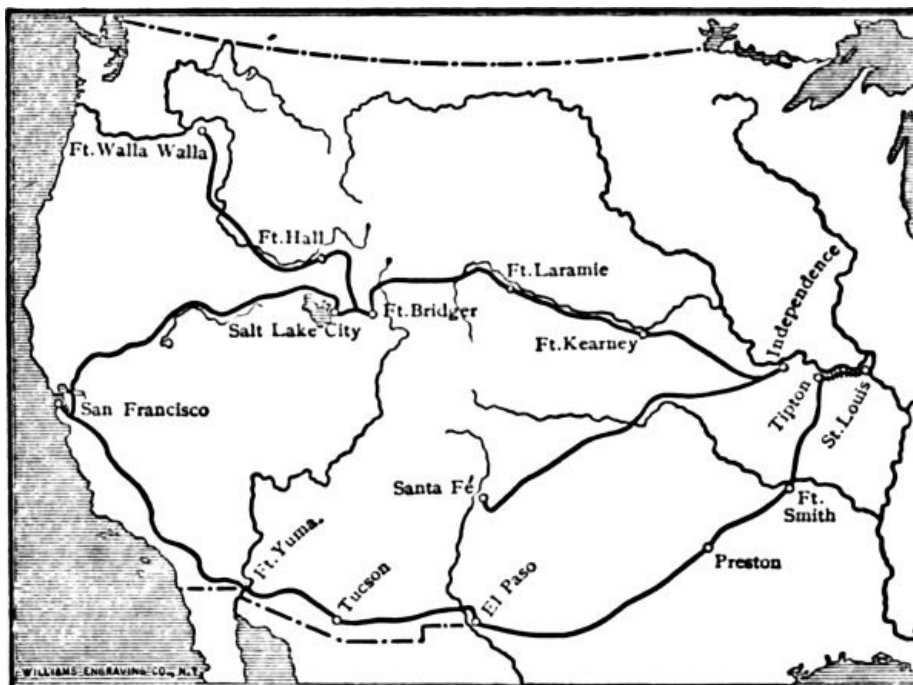 Ft. Walla Walla
Ft. Hall
Ft. Laramie
Independence
Salt Lake City
Ft. Bridger
Ft. Kearney
San Francisco
Tipton
St. Louis
Santa Fé
Ft.
Smith
Ft. Yuma.
Tucson
El Paso
Preston
WILLIAMS ENGRAVING CO., N.Y.